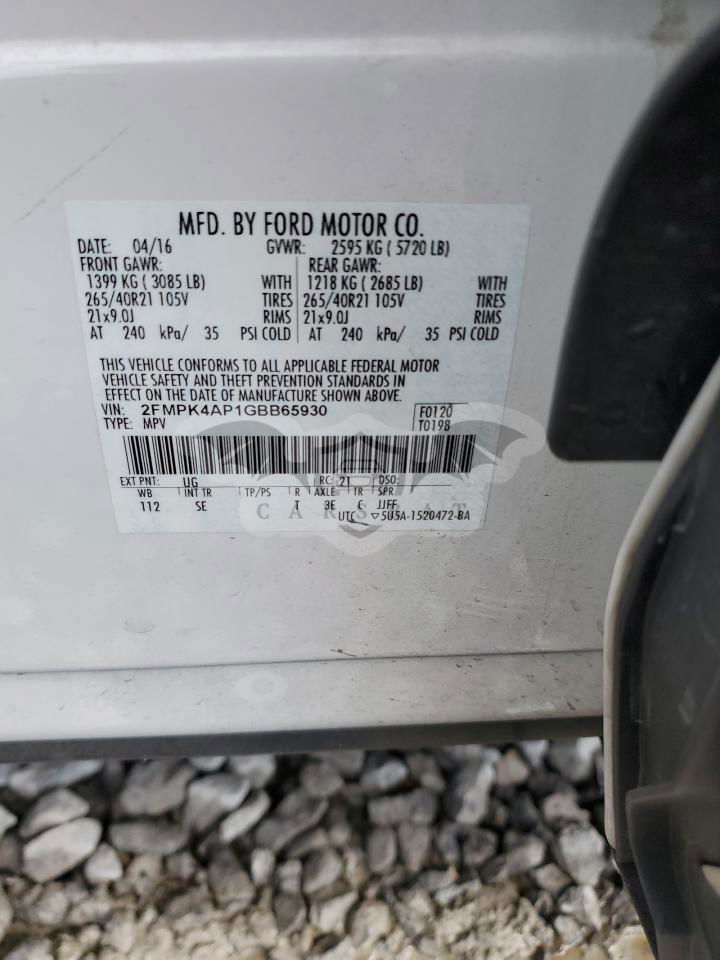 MFD. BY FORD MOTOR CO.
DATE: 04/16 GVWR: 2595 KG ( 5720 LB)
FRONT GAWR: REAR GAWR:
1399 KG ( 3085 LB) WITH 1218 KG ( 2685 LB) WITH
265/40R21 105V TIRES 265/40R21 105V TIRES
21x9.0J RIMS 21x9.0J RIMS
AT 240 kPa/ 35 PSI COLD AT 240 kPa/ 35 PSI COLD
THIS VEHICLE CONFORMS TO ALL APPLICABLE FEDERAL MOTOR
VEHICLE SAFETY AND THEFT PREVENTION STANDARDS IN
EFFECT ON THE DATE OF MANUFACTURE SHOWN ABOVE.
VIN: 2FMPK4AP1GBB65930 F0120
TYPE: MPV T0198
EXT PNT: UG RC: 21 DSO:
WB INT TR TP/PS R AXLE TR SPR
112 SE T 3E C JJFF
UTC ▽5U5A-1520472-BA